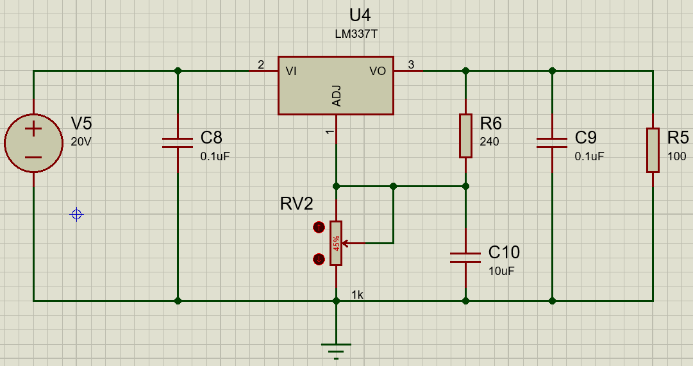 U4
LM337T
2
VI
VO
3
ADJ
1
V5
20V
C8
0.1uF
R6
240
C9
0.1uF
R5
100
RV2
45%
1k
C10
10uF